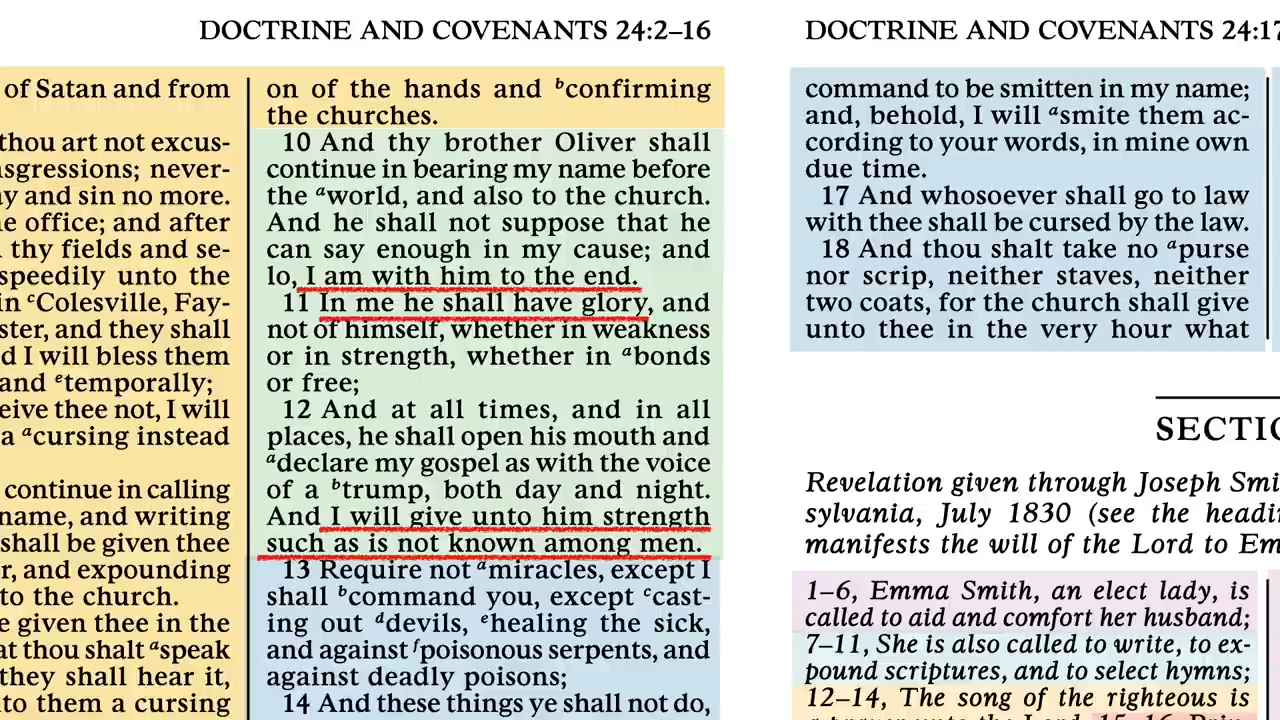 DOCTRINE AND COVENANTS 24:2–16
of Satan and from
thou art not excus-
nsgressions; never-
ay and sin no more.
e office; and after
thy fields and se-
speedily unto the
in cColesville, Fay-
ster, and they shall
d I will bless them
and etemporally;
eive thee not, I will
a acursing instead
continue in calling
name, and writing
shall be given thee
r, and expounding
to the church.
e given thee in the
at thou shalt aspeak
they shall hear it,
to them a cursing
on of the hands and bconfirming
the churches.
10 And thy brother Oliver shall
continue in bearing my name before
the aworld, and also to the church.
And he shall not suppose that he
can say enough in my cause; and
lo, I am with him to the end.
11 In me he shall have glory, and
not of himself, whether in weakness
or in strength, whether in abonds
or free;
12 And at all times, and in all
places, he shall open his mouth and
adeclare my gospel as with the voice
of a btrump, both day and night.
And I will give unto him strength
such as is not known among men.
13 Require not amiracles, except I
shall bcommand you, except ccast-
ing out ddevils, ehealing the sick,
and against fpoisonous serpents, and
against deadly poisons;
14 And these things ye shall not do,
DOCTRINE AND COVENANTS 24:17
command to be smitten in my name;
and, behold, I will asmite them ac-
cording to your words, in mine own
due time.
17 And whosoever shall go to law
with thee shall be cursed by the law.
18 And thou shalt take no apurse
nor scrip, neither staves, neither
two coats, for the church shall give
unto thee in the very hour what
SECTIO
Revelation given through Joseph Smi
sylvania, July 1830 (see the headin
manifests the will of the Lord to Em
1–6, Emma Smith, an elect lady, is
called to aid and comfort her husband;
7–11, She is also called to write, to ex-
pound scriptures, and to select hymns;
12–14, The song of the righteous is